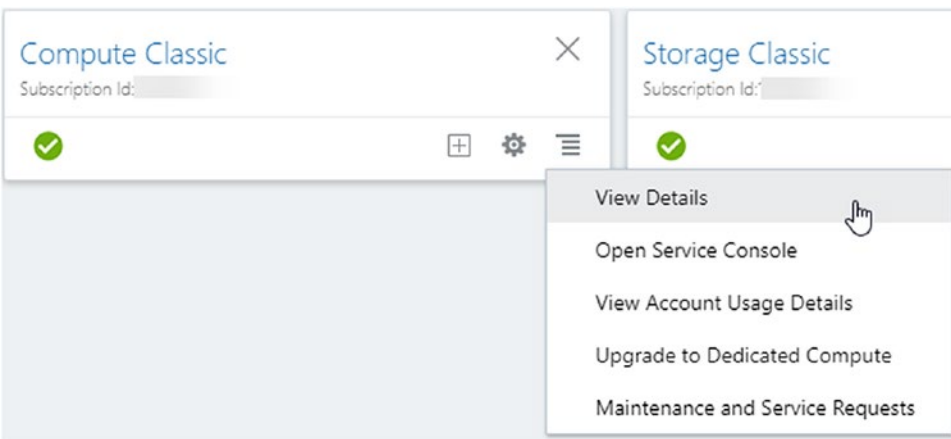 Compute Classic
Subscription Id:
Storage Classic
Subscription Id:
View Details
Open Service Console
View Account Usage Details
Upgrade to Dedicated Compute
Maintenance and Service Requests